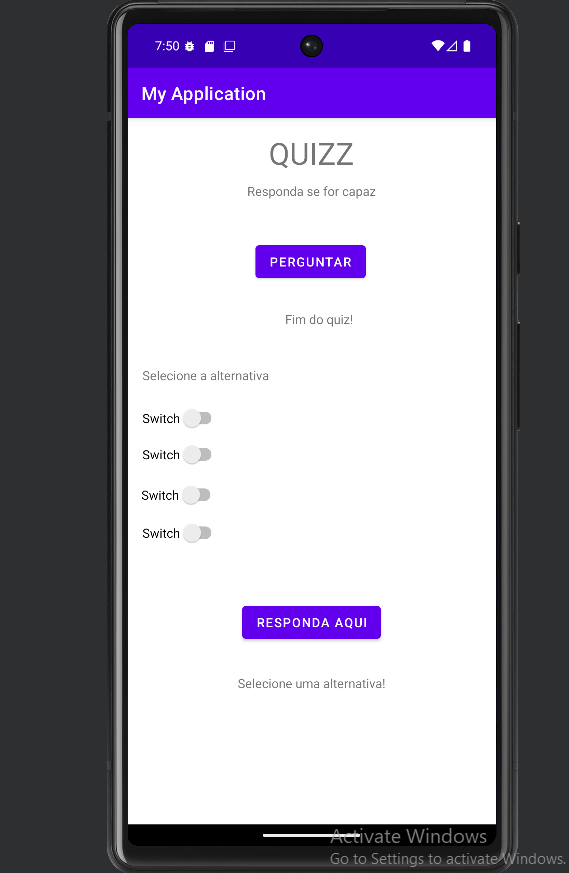 7:50
My Application
QUIZZ
Responda se for capaz
PERGUNTAR
Fim do quiz!
Selecione a alternativa
Switch
Switch
Switch
Switch
RESPONDA AQUI
Selecione uma alternativa!
Activate Windows
Go to Settings to activate Windows.